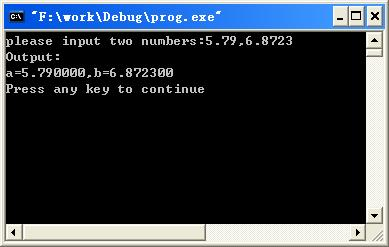 "F:\work\Debug\prog.exe"
please input two numbers:5.79,6.8723
Output:
a=5.790000,b=6.872300
Press any key to continue